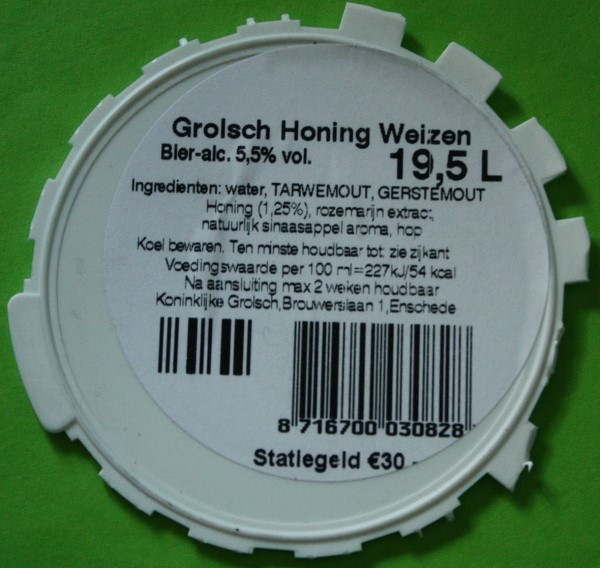 Grolsch Honing Weizen
Bier-alc. 5,5% vol. 19,5 L
Ingredienten: water, TARWEMOUT, GERSTEMOUT
Honing (1,25%), rozemarijn extract,
natuurlijk sinaasappel aroma, hop
Koel bewaren. Ten minste houdbaar tot: zie zijkant
Voedingswaarde per 100 ml=227kJ/54 kcal
Na aansluiting max 2 weken houdbaar
Koninklijke Grolsch, Brouwerslaan 1, Enschede
8 716700 030828
Statiegeld €30,-